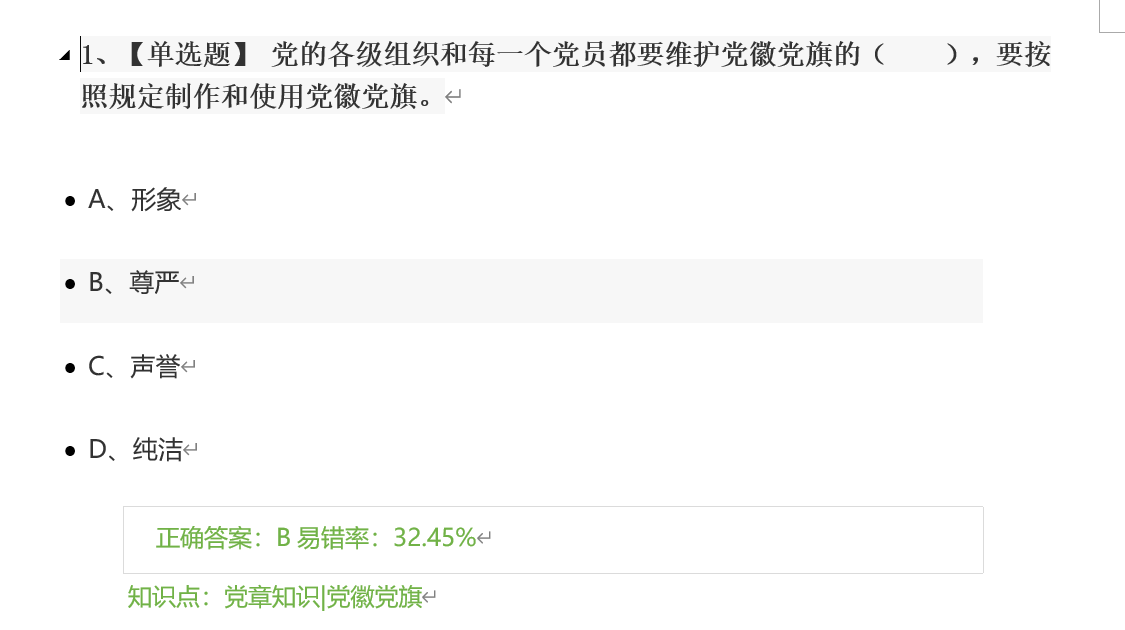 1、【单选题】 党的各级组织和每一个党员都要维护党徽党旗的（　　），要按
照规定制作和使用党徽党旗。
A、形象
B、尊严
C、声誉
D、纯洁
正确答案：B 易错率：32.45%
知识点：党章知识|党徽党旗